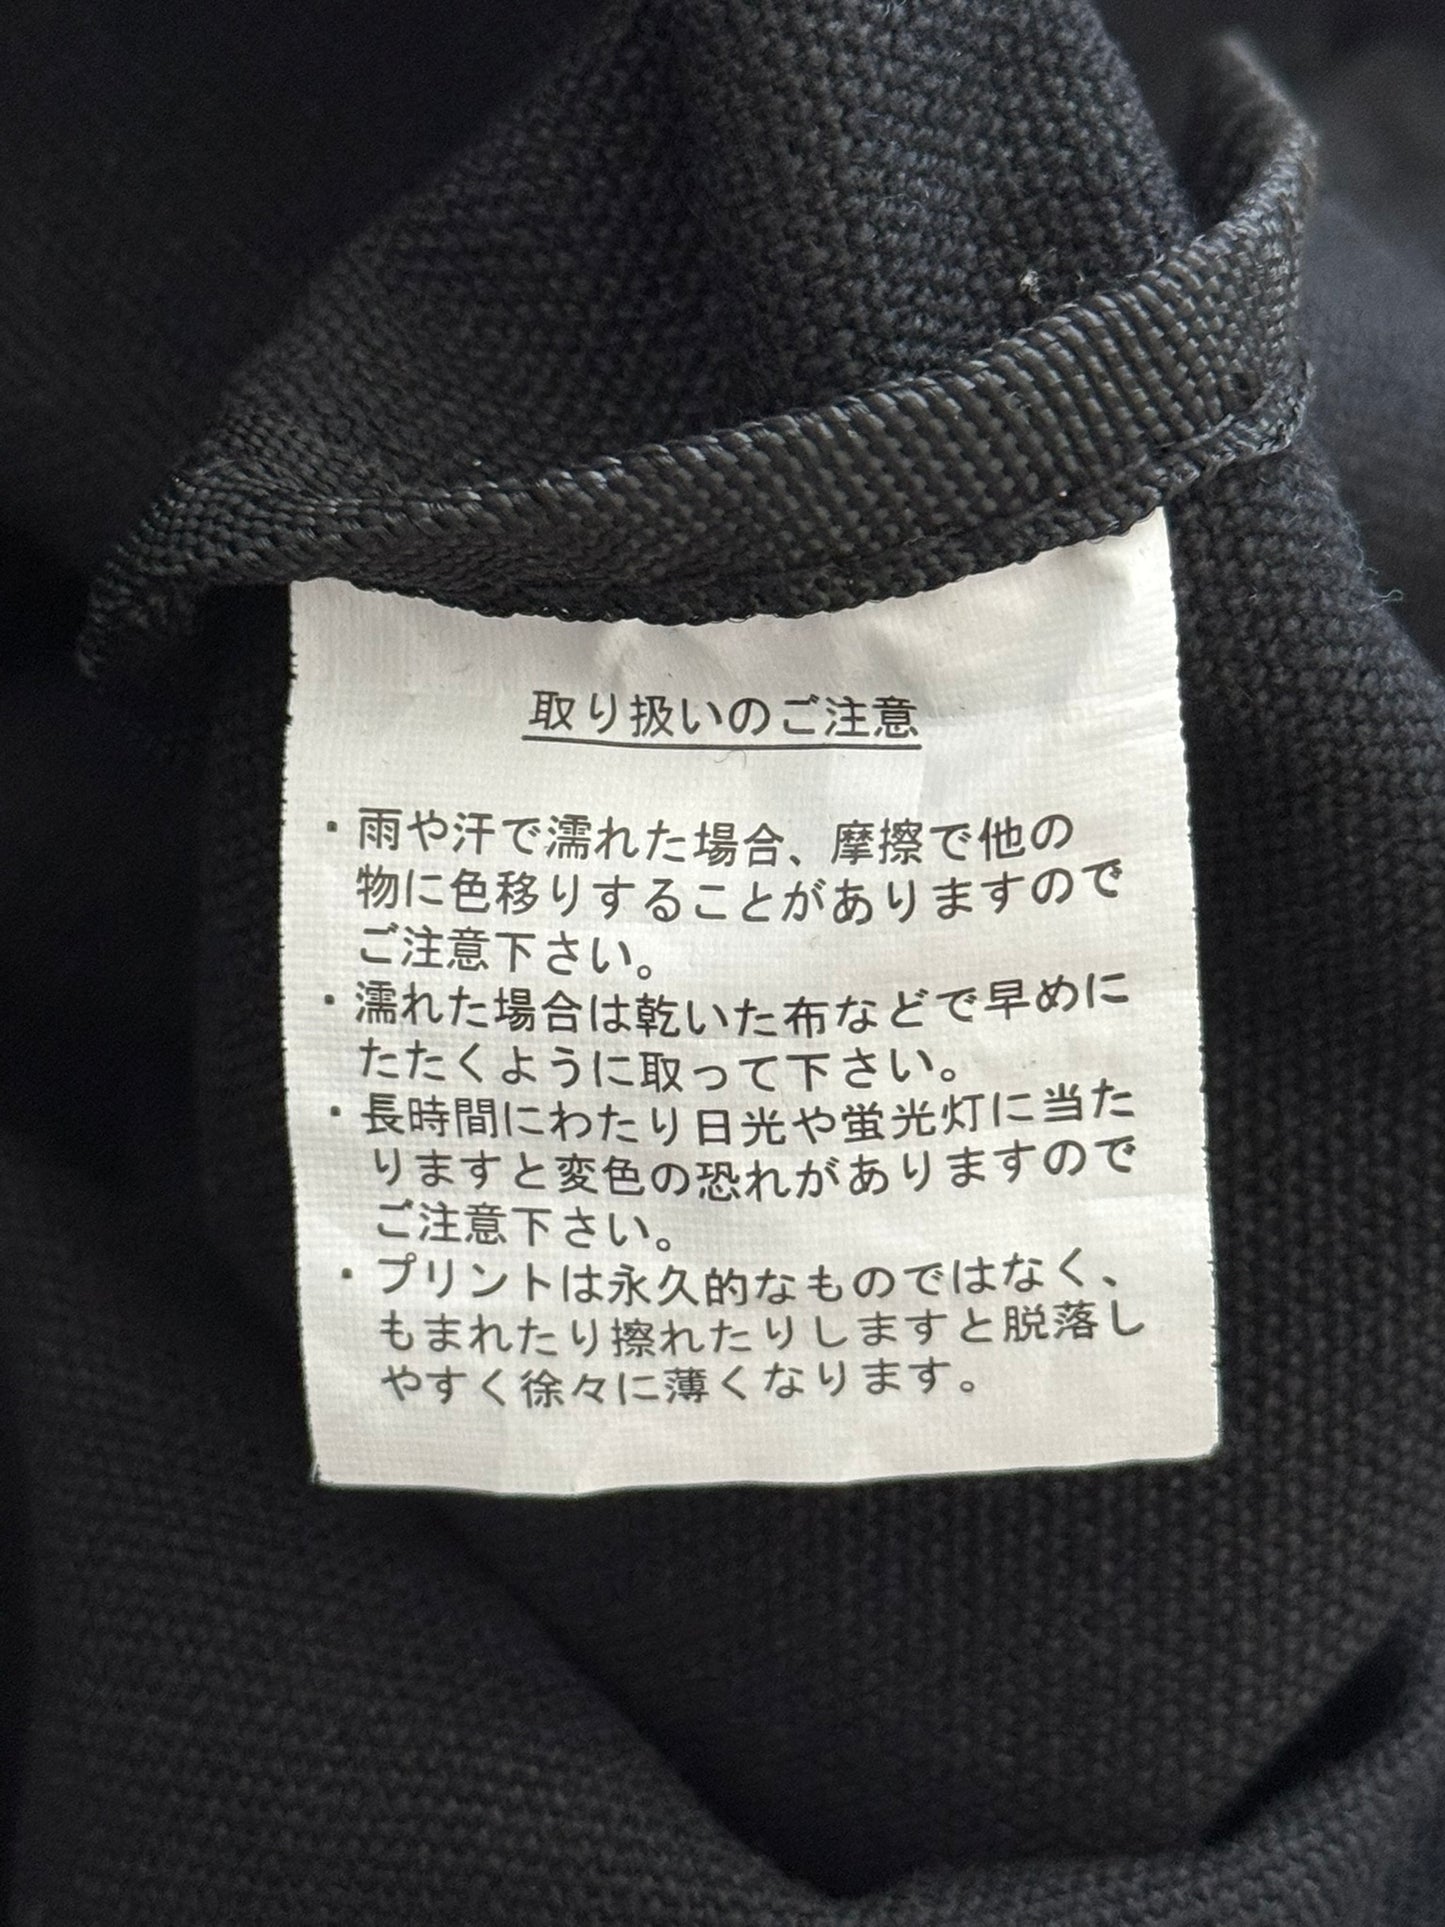 取り扱いのご注意
・雨や汗で濡れた場合、摩擦で他の
物に色移りすることがありますので
ご注意下さい。
・濡れた場合は乾いた布などで早めに
たたくように取って下さい。
・長時間にわたり日光や蛍光灯に当た
りますと変色の恐れがありますので
ご注意下さい。
・プリントは永久的なものではなく、
もまれたり擦れたりしますと脱落し
やすく徐々に薄くなります。